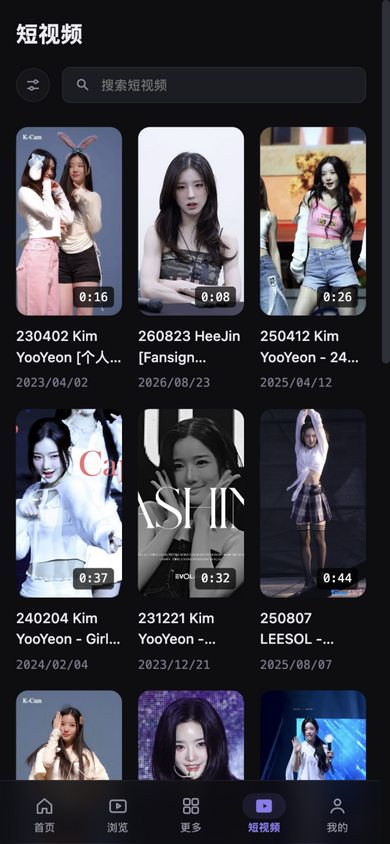 短视频
搜索短视频
K-Cam
0:16
0:08
0:26
230402 Kim
YooYeon [个人...
2023/04/02
260823 HeeJin
[Fansign...
2026/08/23
250412 Kim
YooYeon - 24...
2025/04/12
Ca
0:37
ASHIN
EVOL
0:32
0:44
240204 Kim
YooYeon - Girl...
2024/02/04
231221 Kim
YooYeon -...
2023/12/21
250807
LEESOL -...
2025/08/07
K-Cam
首页
浏览
更多
短视频
我的